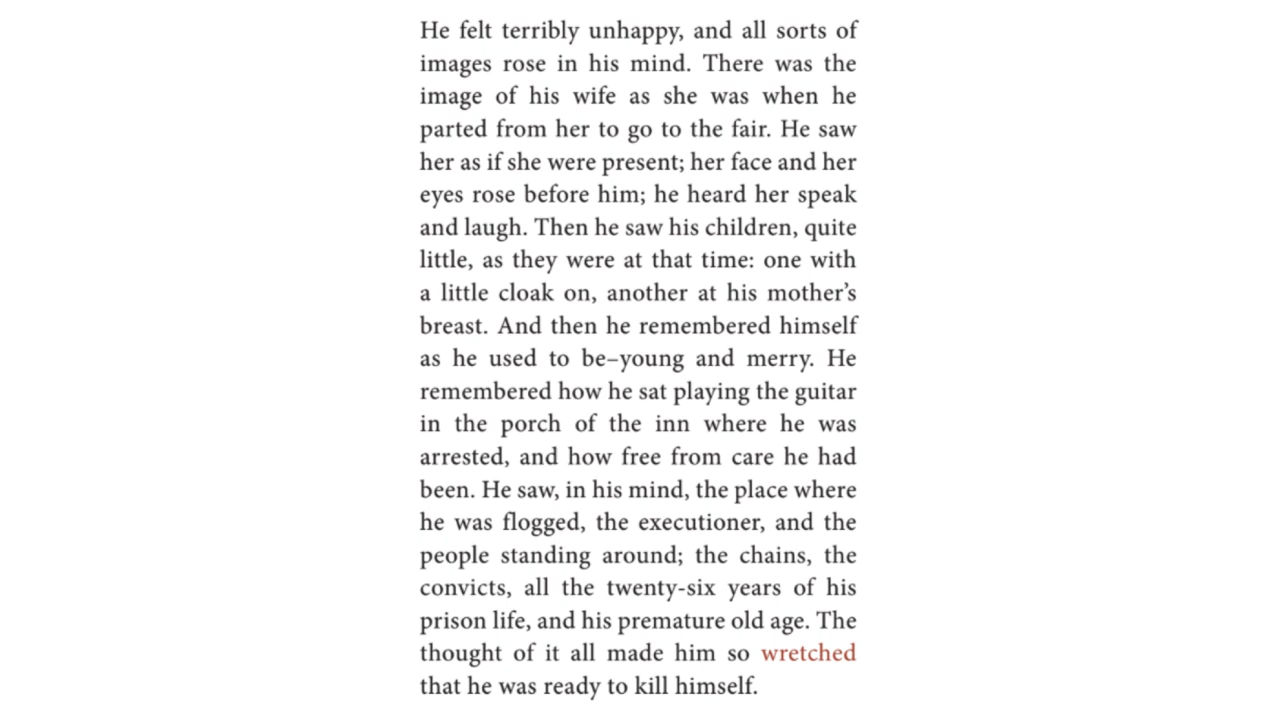 He felt terribly unhappy, and all sorts of
images rose in his mind. There was the
image of his wife as she was when he
parted from her to go to the fair. He saw
her as if she were present; her face and her
eyes rose before him; he heard her speak
and laugh. Then he saw his children, quite
little, as they were at that time: one with
a little cloak on, another at his mother’s
breast. And then he remembered himself
as he used to be–young and merry. He
remembered how he sat playing the guitar
in the porch of the inn where he was
arrested, and how free from care he had
been. He saw, in his mind, the place where
he was flogged, the executioner, and the
people standing around; the chains, the
convicts, all the twenty-six years of his
prison life, and his premature old age. The
thought of it all made him so wretched
that he was ready to kill himself.